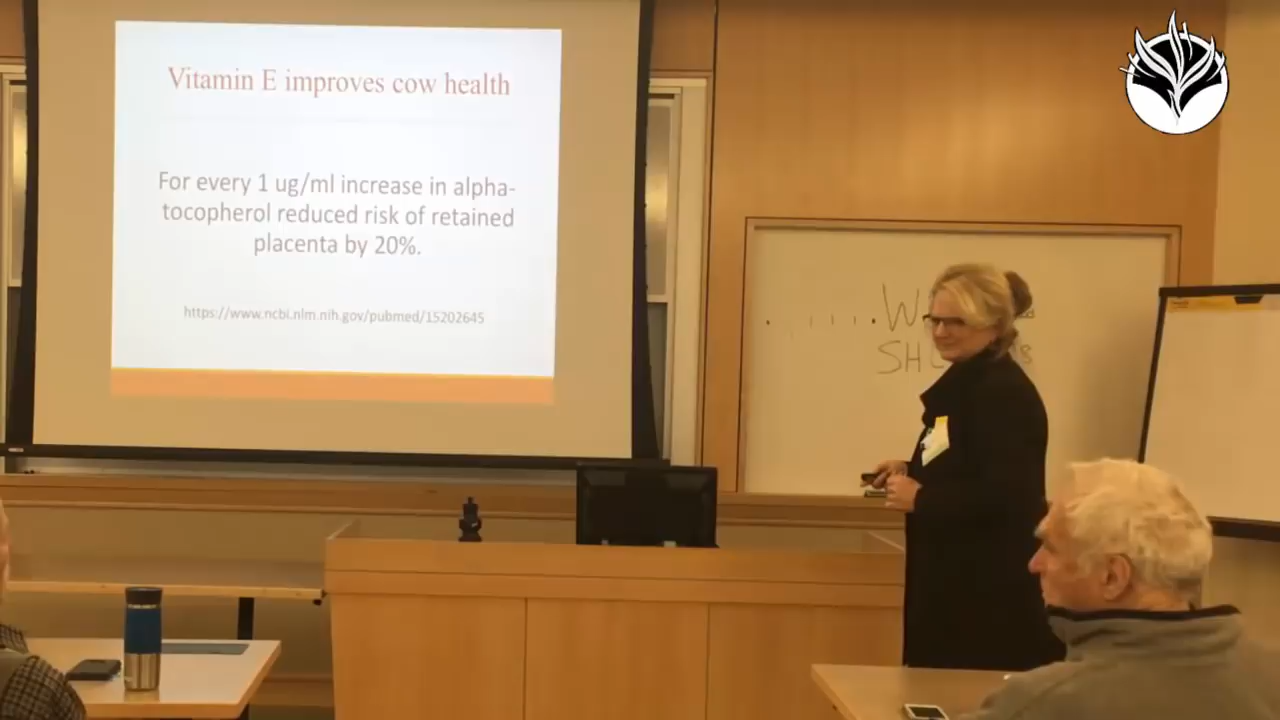 Vitamin E improves cow health
For every 1 ug/ml increase in alpha-
tocopherol reduced risk of retained
placenta by 20%.
https://www.ncbi.nlm.nih.gov/pubmed/15202645